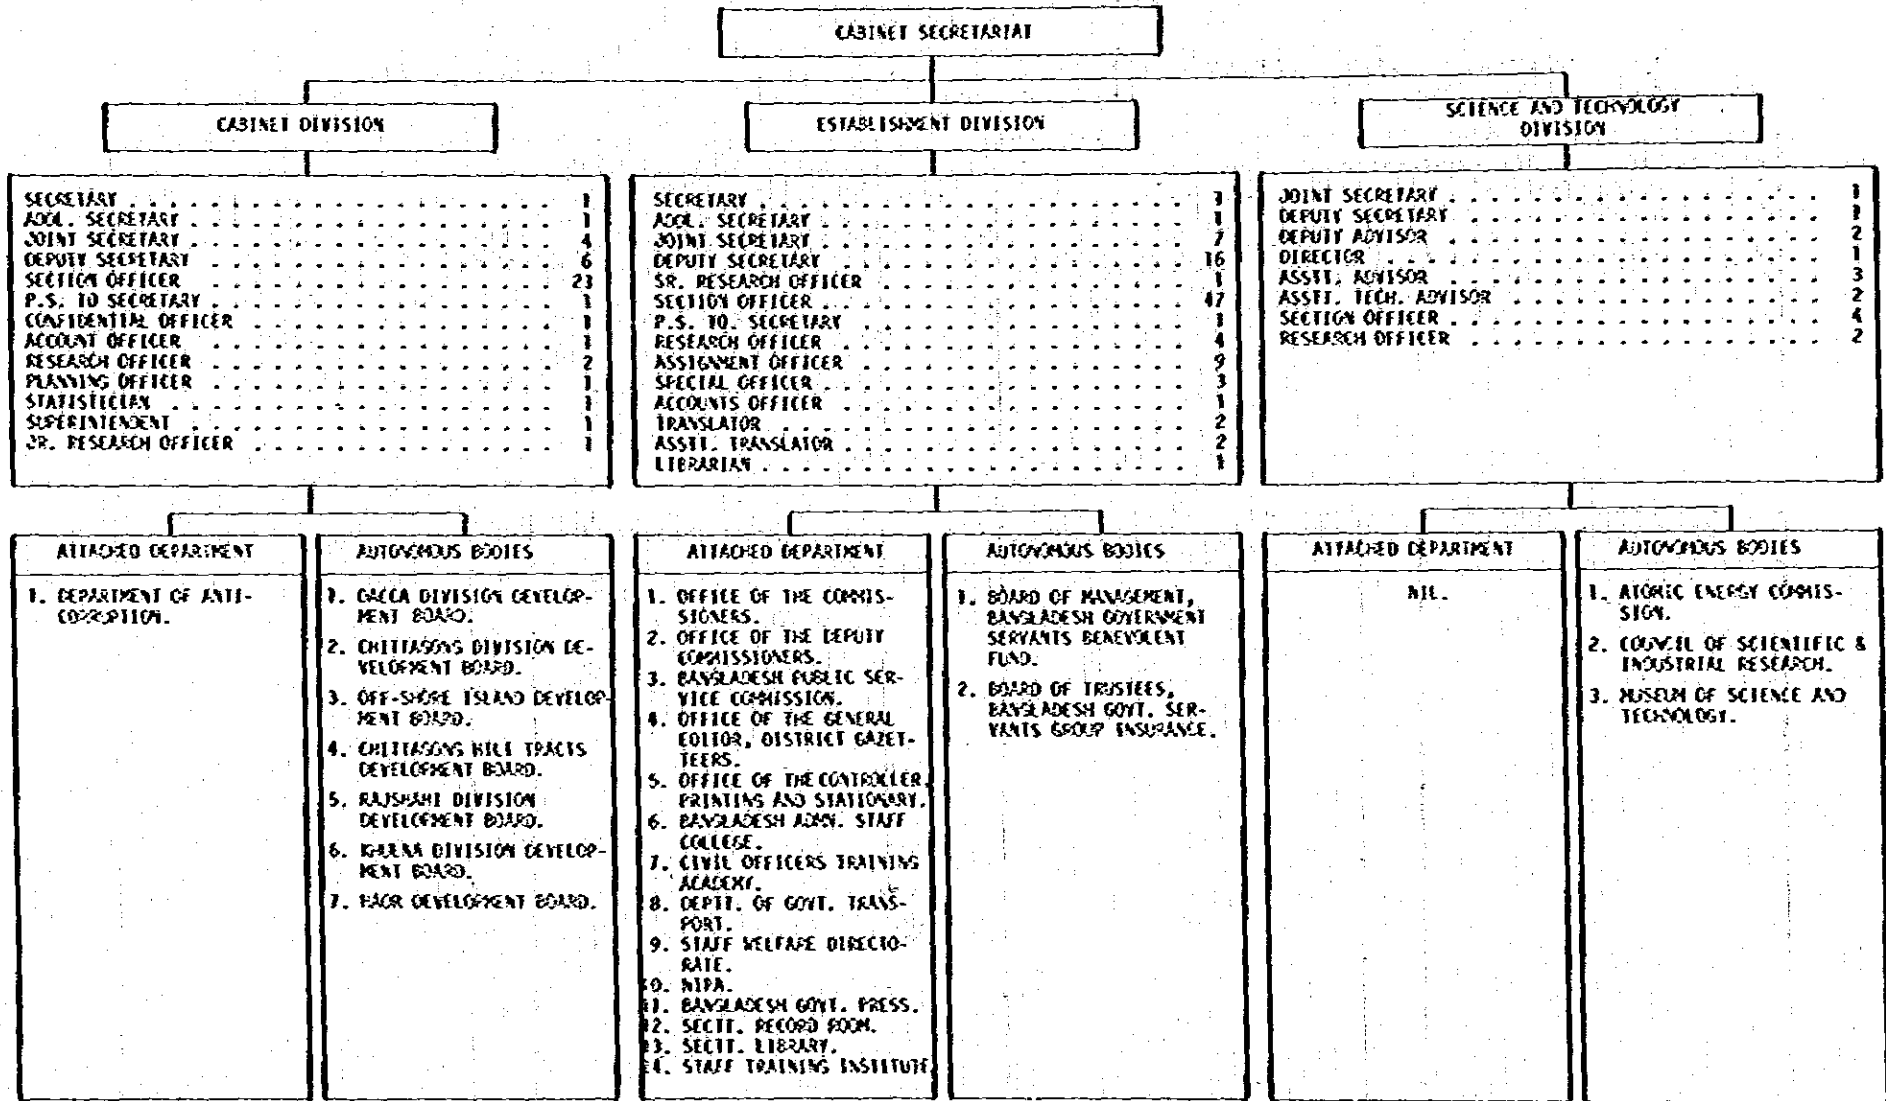 CABINET SECRETARIAT
CABINET DIVISION
SECRETARY . . . . . 1
ADDL. SECRETARY . . . . . 1
JOINT SECRETARY . . . . . 4
DEPUTY SECRETARY . . . . . 6
SECTION OFFICER . . . . . 23
P.S. TO SECRETARY . . . . . 1
CONFIDENTIAL OFFICER . . . . . 1
ACCOUNT OFFICER . . . . . 1
RESEARCH OFFICER . . . . . 2
PLANNING OFFICER . . . . . 1
STATISTICIAN . . . . . 1
SUPERINTENDENT . . . . . 1
JR. RESEARCH OFFICER . . . . . 1
ATTACHED DEPARTMENT
1. DEPARTMENT OF ANTI-
CORRUPTION.
AUTONOMOUS BODIES
1. DACCA DIVISION DEVELOP-
MENT BOARD.
2. CHITTAGONG DIVISION DE-
VELOPMENT BOARD.
3. OFF-SHORE ISLAND DEVELOP-
MENT BOARD.
4. CHITTAGONG HILL TRACTS
DEVELOPMENT BOARD.
5. RAJSHAHI DIVISION
DEVELOPMENT BOARD.
6. KHULNA DIVISION DEVELOP-
MENT BOARD.
7. HAOR DEVELOPMENT BOARD.
ESTABLISHMENT DIVISION
SECRETARY . . . . . 1
ADDL. SECRETARY . . . . . 1
JOINT SECRETARY . . . . . 7
DEPUTY SECRETARY . . . . . 16
SR. RESEARCH OFFICER . . . . . 1
SECTION OFFICER . . . . . 47
P.S. TO. SECRETARY . . . . . 1
RESEARCH OFFICER . . . . . 4
ASSIGNMENT OFFICER . . . . . 9
SPECIAL OFFICER . . . . . 3
ACCOUNTS OFFICER . . . . . 1
TRANSLATOR . . . . . 2
ASSTT. TRANSLATOR . . . . . 2
LIBRARIAN . . . . . 1
ATTACHED DEPARTMENT
1. OFFICE OF THE COMMIS-
SIONERS.
2. OFFICE OF THE DEPUTY
COMMISSIONERS.
3. BANGLADESH PUBLIC SER-
VICE COMMISSION.
4. OFFICE OF THE GENERAL
EDITOR, DISTRICT GAZET-
TEERS.
5. OFFICE OF THE CONTROLLER,
PRINTING AND STATIONARY.
6. BANGLADESH ADMN. STAFF
COLLEGE.
7. CIVIL OFFICERS TRAINING
ACADEMY.
8. DEPTT. OF GOVT. TRANS-
PORT.
9. STAFF WELFARE DIRECTO-
RATE.
10. NIPA.
11. BANGLADESH GOVT. PRESS.
12. SECTT. RECORD ROOM.
13. SECTT. LIBRARY.
14. STAFF TRAINING INSTITUTE
AUTONOMOUS BODIES
1. BOARD OF MANAGEMENT,
BANGLADESH GOVERNMENT
SERVANTS BENEVOLENT
FUND.
2. BOARD OF TRUSTEES,
BANGLADESH GOVT. SER-
VANTS GROUP INSURANCE.
SCIENCE AND TECHNOLOGY
DIVISION
JOINT SECRETARY . . . . . 1
DEPUTY SECRETARY . . . . . 1
DEPUTY ADVISOR . . . . . 2
DIRECTOR . . . . . 1
ASSTT. ADVISOR . . . . . 3
ASSTT. TECH. ADVISOR . . . . . 2
SECTION OFFICER . . . . . 4
RESEARCH OFFICER . . . . . 2
ATTACHED DEPARTMENT
NIL.
AUTONOMOUS BODIES
1. ATOMIC ENERGY COMMIS-
SION.
2. COUNCIL OF SCIENTIFIC &
INDUSTRIAL RESEARCH.
3. MUSEUM OF SCIENCE AND
TECHNOLOGY.